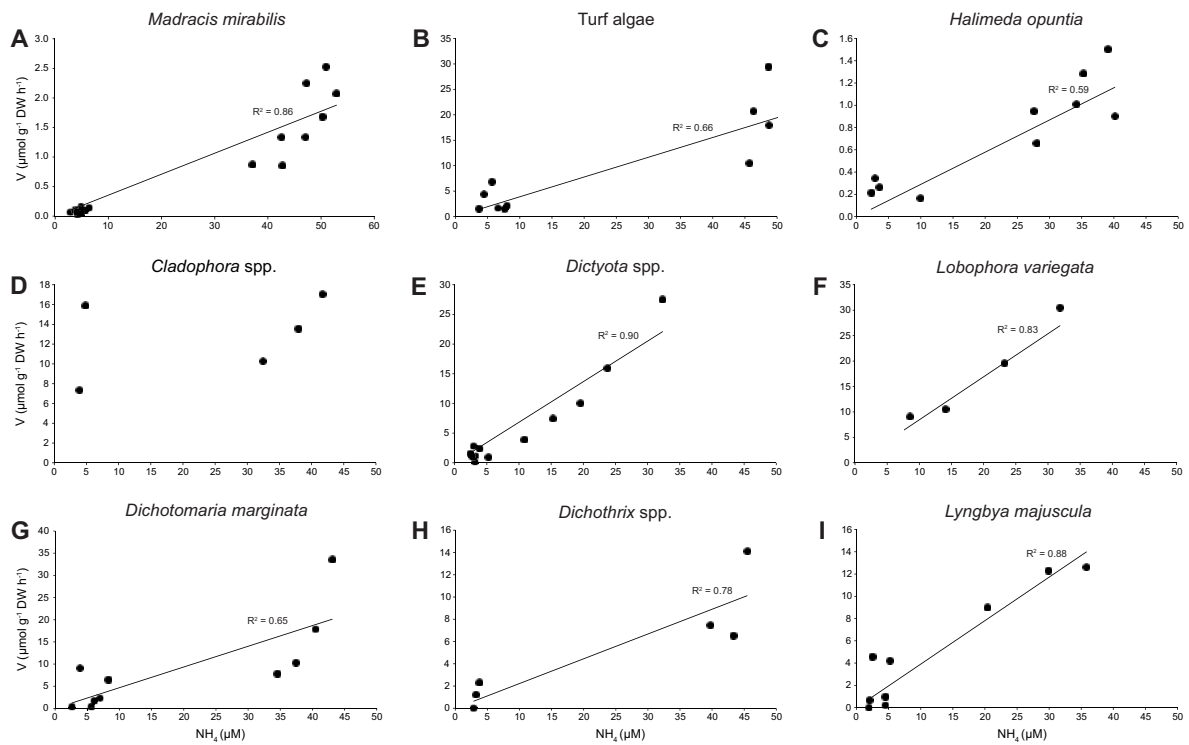 Madracis mirabilis
Turf algae
Halimeda opuntia
A
B
C
3.0
2.5
2.0
1.5
1.0
0.5
0.0
V (µmol g⁻¹ DW h⁻¹)
R² = 0.86
0 10 20 30 40 50 60
35
30
25
20
15
10
5
0
R² = 0.66
0 5 10 15 20 25 30 35 40 45 50
1.6
1.4
1.2
1.0
0.8
0.6
0.4
0.2
0.0
R² = 0.59
0 5 10 15 20 25 30 35 40 45 50
Cladophora spp.
Dictyota spp.
Lobophora variegata
D
E
F
18
16
14
12
10
8
6
4
2
0
V (µmol g⁻¹ DW h⁻¹)
0 5 10 15 20 25 30 35 40 45 50
30
25
20
15
10
5
0
R² = 0.90
0 5 10 15 20 25 30 35 40 45 50
35
30
25
20
15
10
5
0
R² = 0.83
0 5 10 15 20 25 30 35 40 45 50
Dichotomaria marginata
Dichothrix spp.
Lyngbya majuscula
G
H
I
40
35
30
25
20
15
10
5
0
V (µmol g⁻¹ DW h⁻¹)
R² = 0.65
0 5 10 15 20 25 30 35 40 45 50
NH₄ (µM)
16
14
12
10
8
6
4
2
0
R² = 0.78
0 5 10 15 20 25 30 35 40 45 50
NH₄ (µM)
16
14
12
10
8
6
4
2
0
R² = 0.88
0 5 10 15 20 25 30 35 40 45 50
NH₄ (µM)